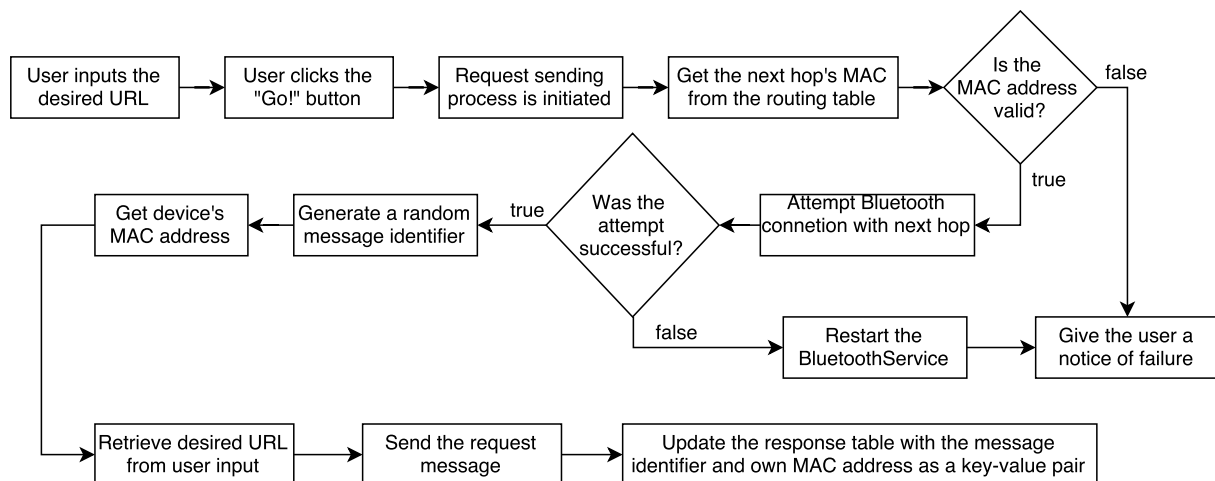 User inputs the
desired URL
User clicks the
"Go!" button
Request sending
process is initiated
Get the next hop's MAC
from the routing table
Is the
MAC address
valid?
false
true
Attempt Bluetooth
connetion with next hop
Was the
attempt
successful?
true
Generate a random
message identifier
Get device's
MAC address
false
Restart the
BluetoothService
Give the user a
notice of failure
Retrieve desired URL
from user input
Send the request
message
Update the response table with the message
identifier and own MAC address as a key-value pair